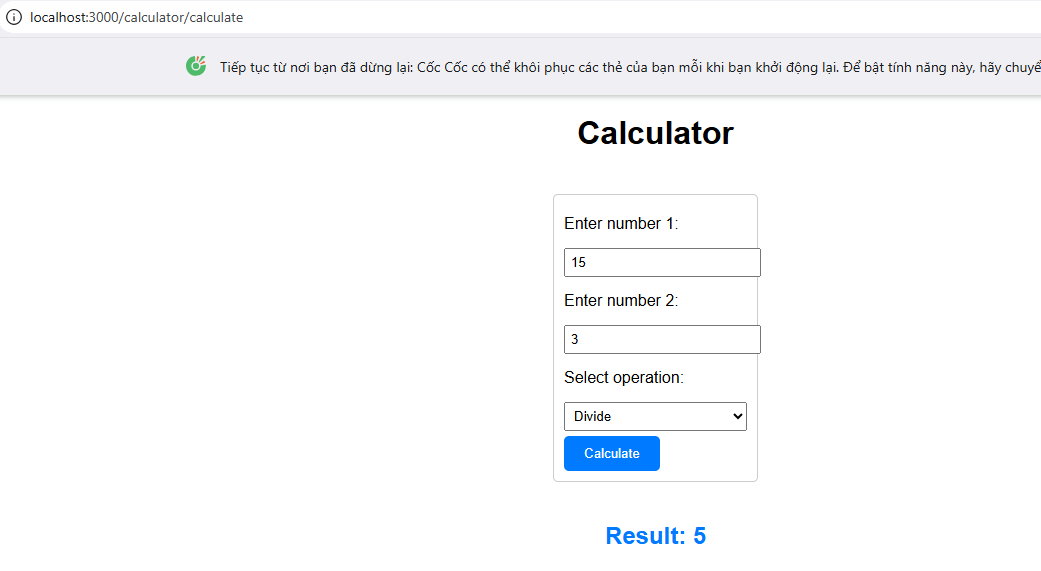 localhost:3000/calculator/calculate
Tiếp tục từ nơi bạn đã dừng lại: Cốc Cốc có thể khôi phục các thẻ của bạn mỗi khi bạn khởi động lại. Để bật tính năng này, hãy chuyể
Calculator
Enter number 1:
15
Enter number 2:
3
Select operation:
Divide
Calculate
Result: 5